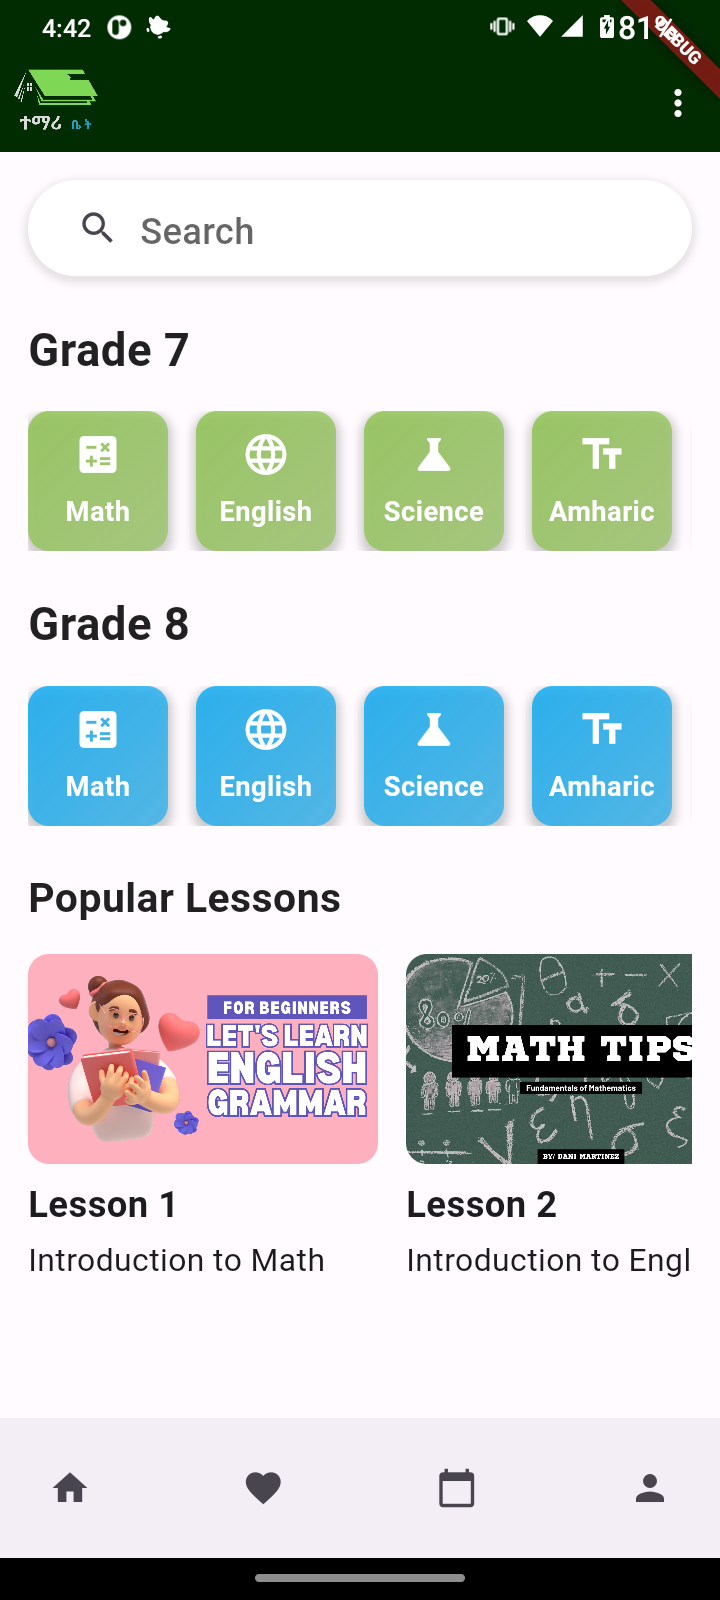 4:42
81%
DEBUG
ተማሪ ቤት
Search
Grade 7
Math
English
Science
Amharic
Grade 8
Math
English
Science
Amharic
Popular Lessons
FOR BEGINNERS
LET'S LEARN
ENGLISH
GRAMMAR
20%
80%
MATH TIPS
Fundamentals of Mathematics
BY/ DANI MARTINEZ
Lesson 1
Lesson 2
Introduction to Math
Introduction to Engl